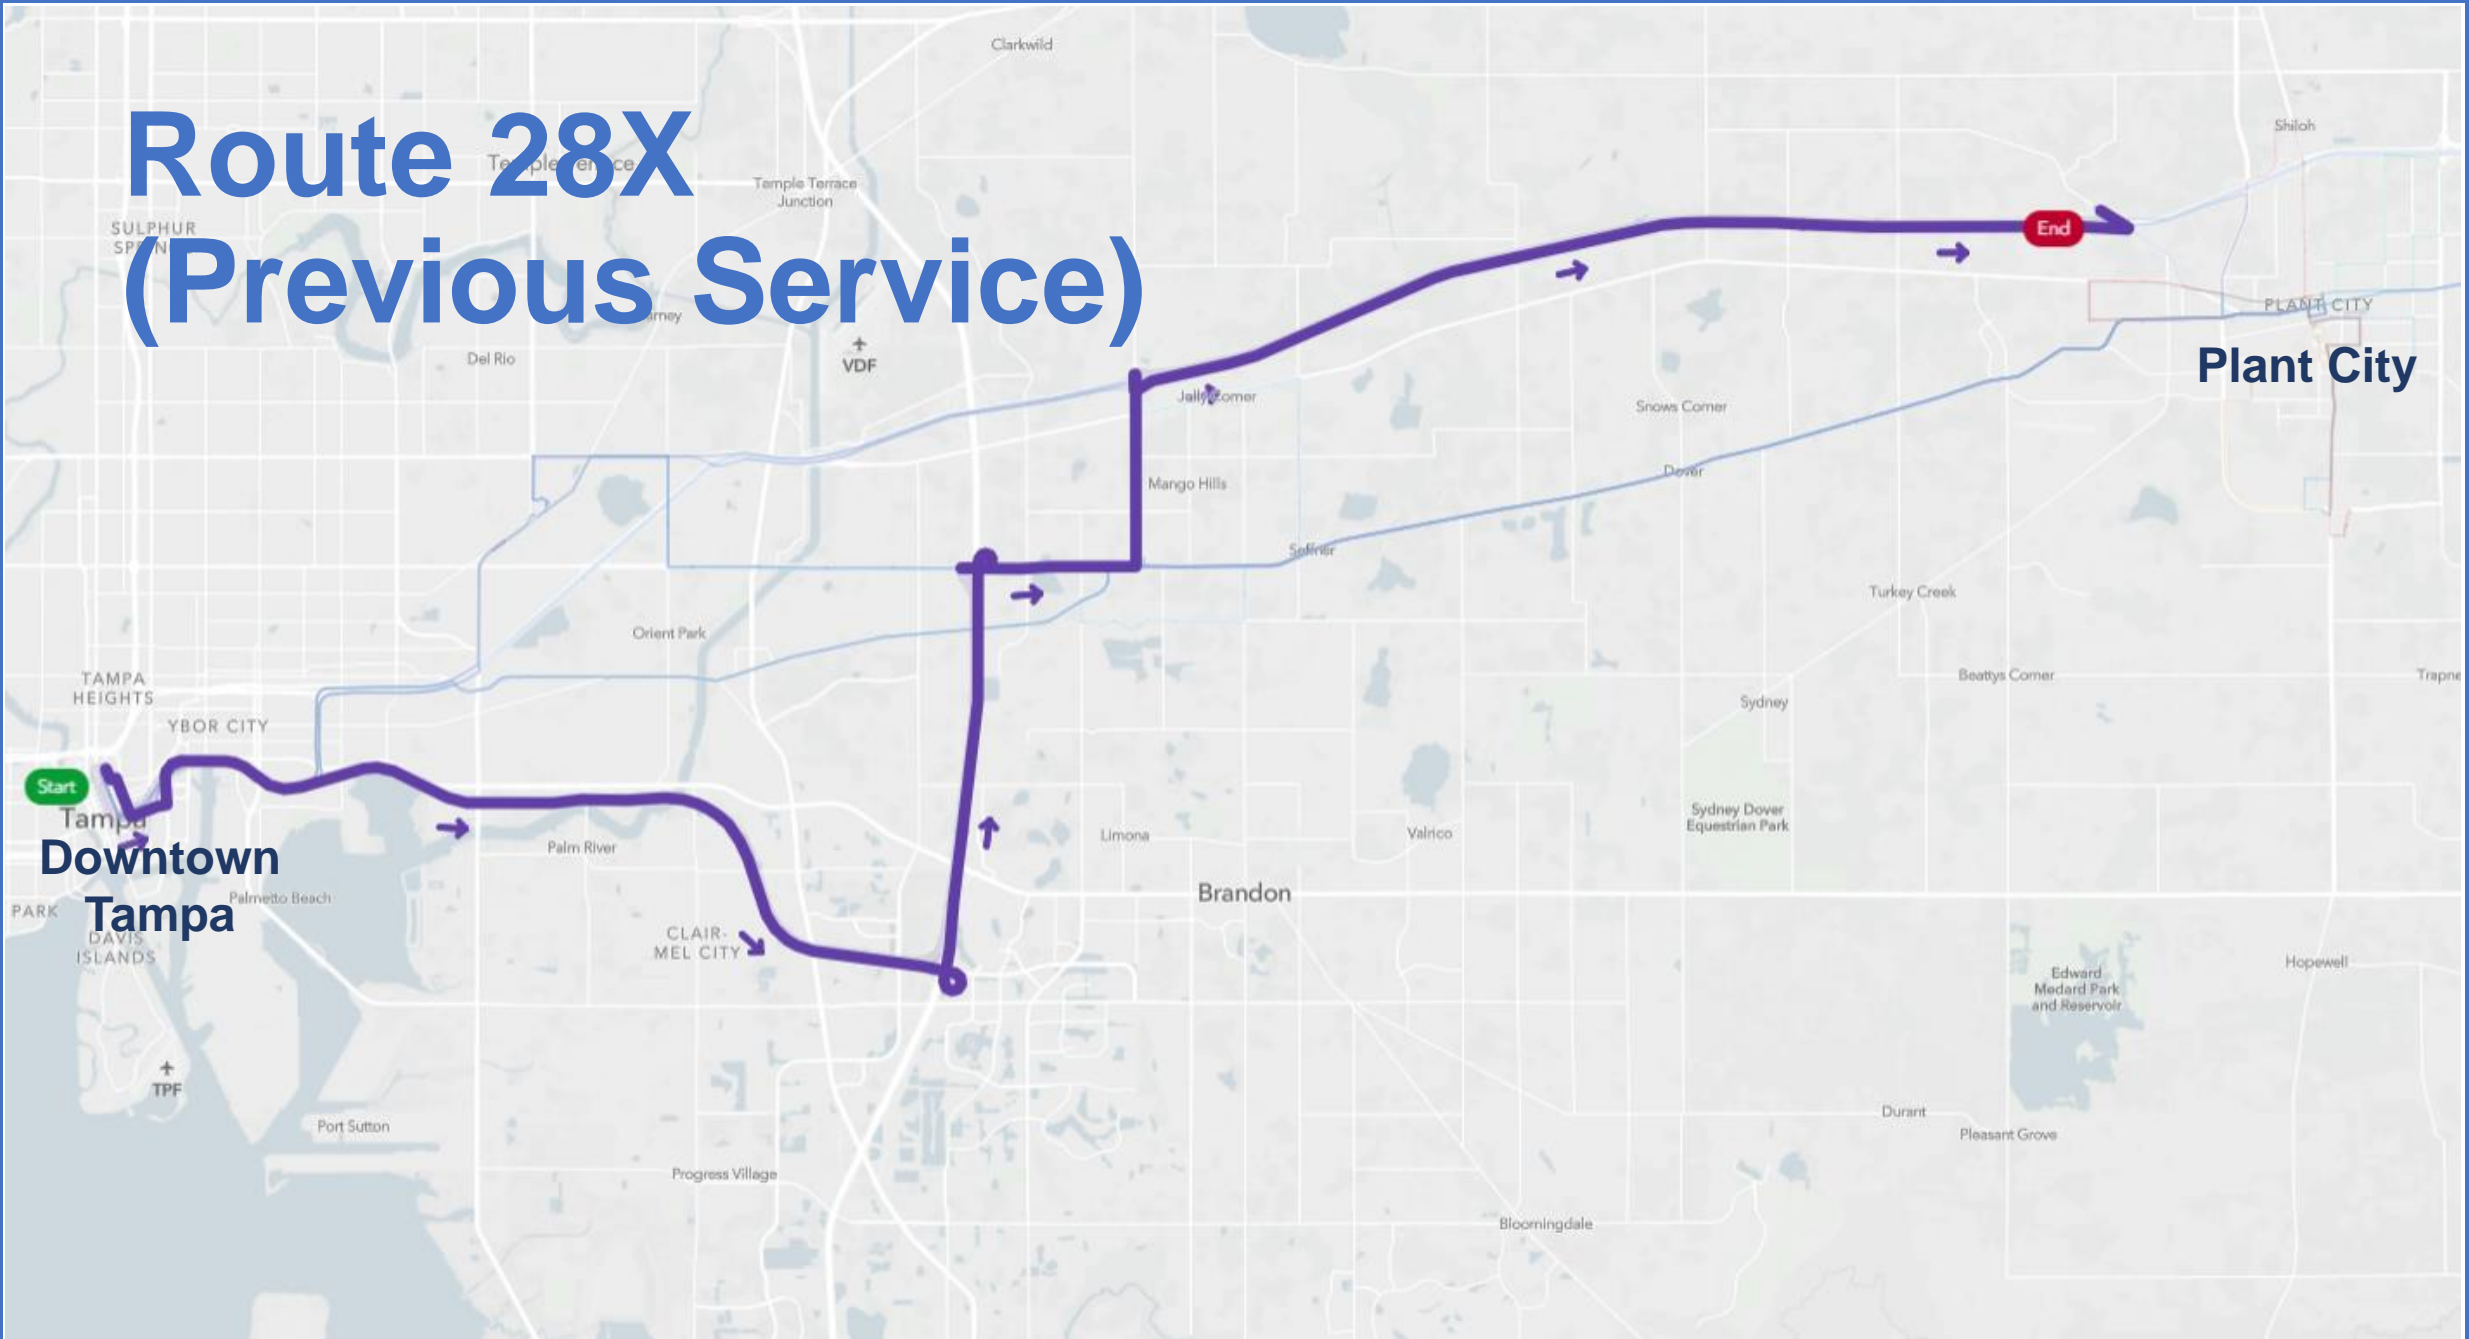 Clarkwild
Route 28X
Shiloh
Temple Terrace
Junction
SULPHUR
(Previous Service)
End
PLANT CITY
Del Rio
VDF
Plant City
Snows Corner
Dover
Mango Hills
Seffner
Turkey Creek
Orient Park
TAMPA
HEIGHTS
Beattys Corner
Trapne
Sydney
YBOR CITY
Start
Tampa
Sydney Dover
Equestrian Park
Limona
Valrico
Palm River
Downtown
Tampa
Brandon
Palmetto Beach
PARK
DAVIS
ISLANDS
CLAIR-
MEL CITY
Hopewell
Edward
Medard Park
and Reservoir
TPF
Port Sutton
Durant
Pleasant Grove
Progress Village
Bloomingdale